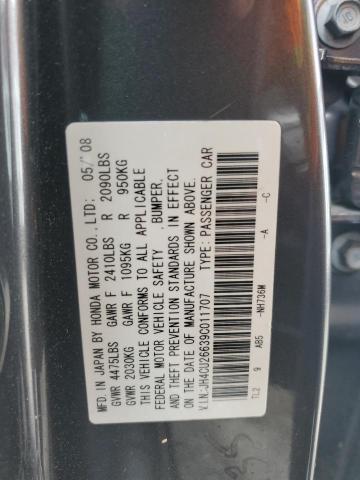 MFD. IN JAPAN BY HONDA MOTOR CO., LTD: 05/'08
GVWR 4475LBS GAWR F 2410LBS R 2090LBS
GVWR 2030KG GAWR F 1095KG R 950KG
THIS VEHICLE CONFORMS TO ALL APPLICABLE
FEDERAL MOTOR VEHICLE SAFETY , BUMPER,
& THEFT PREVENTION STANDARDS IN EFFECT
ON THE DATE OF MANUFACTURE SHOWN ABOVE.
V.I.N.:JH4CU26639C011707 TYPE: PASSENGER CAR
TL2 9 AB5 -NH736M -A -C